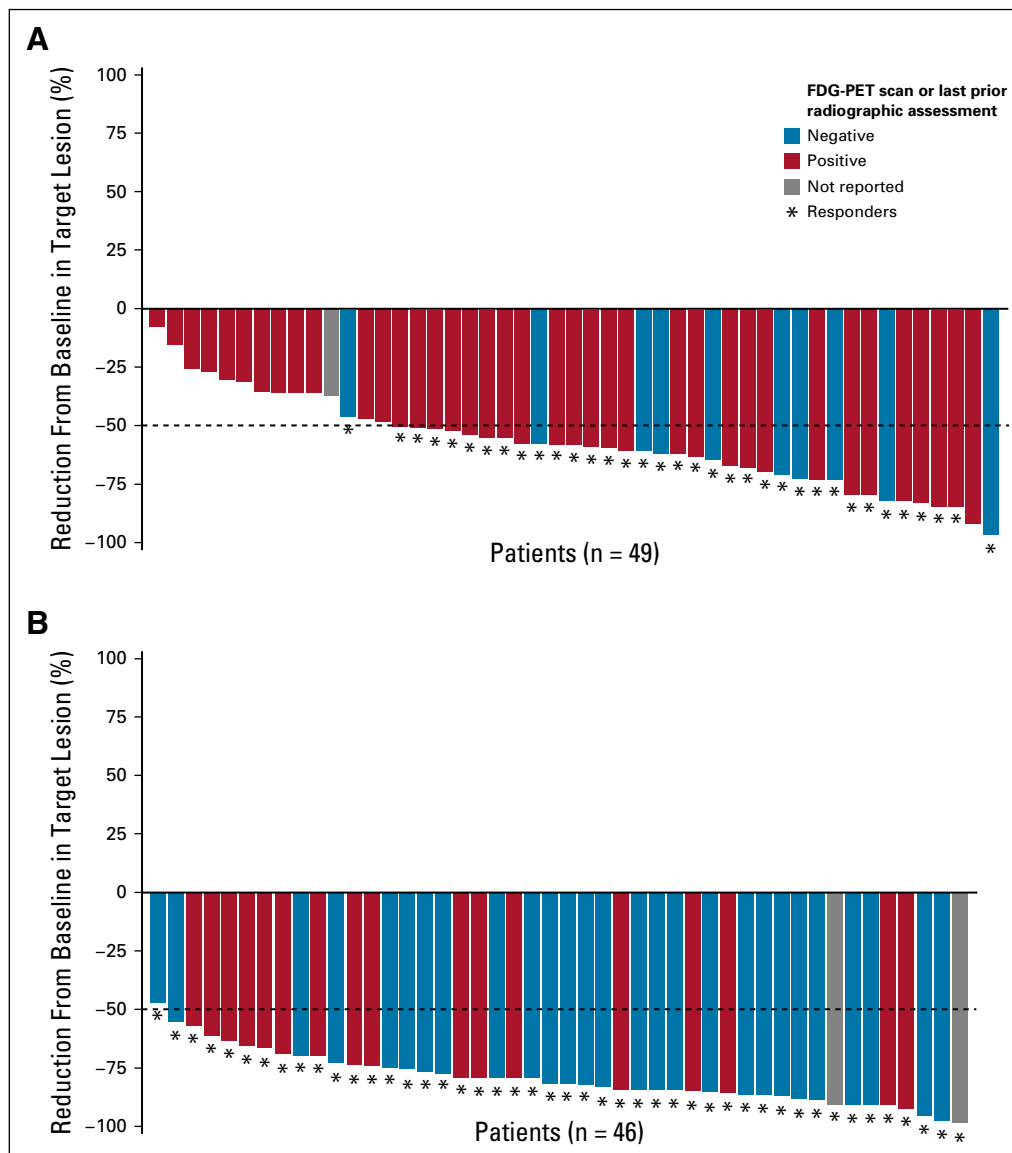 A
Reduction From Baseline in Target Lesion (%)
100
75
50
25
0
−25
−50
−75
−100
FDG-PET scan or last prior
radiographic assessment
Negative
Positive
Not reported
* Responders
* * * * * * * * * * * * * * * * * * * * * * * * * * * * * * * * * * *
Patients (n = 49)
B
Reduction From Baseline in Target Lesion (%)
100
75
50
25
0
−25
−50
−75
−100
* * * * * * * * * * * * * * * * * * * * * * * * * * * * * * * * * * * * * * * * * * * * * *
Patients (n = 46)